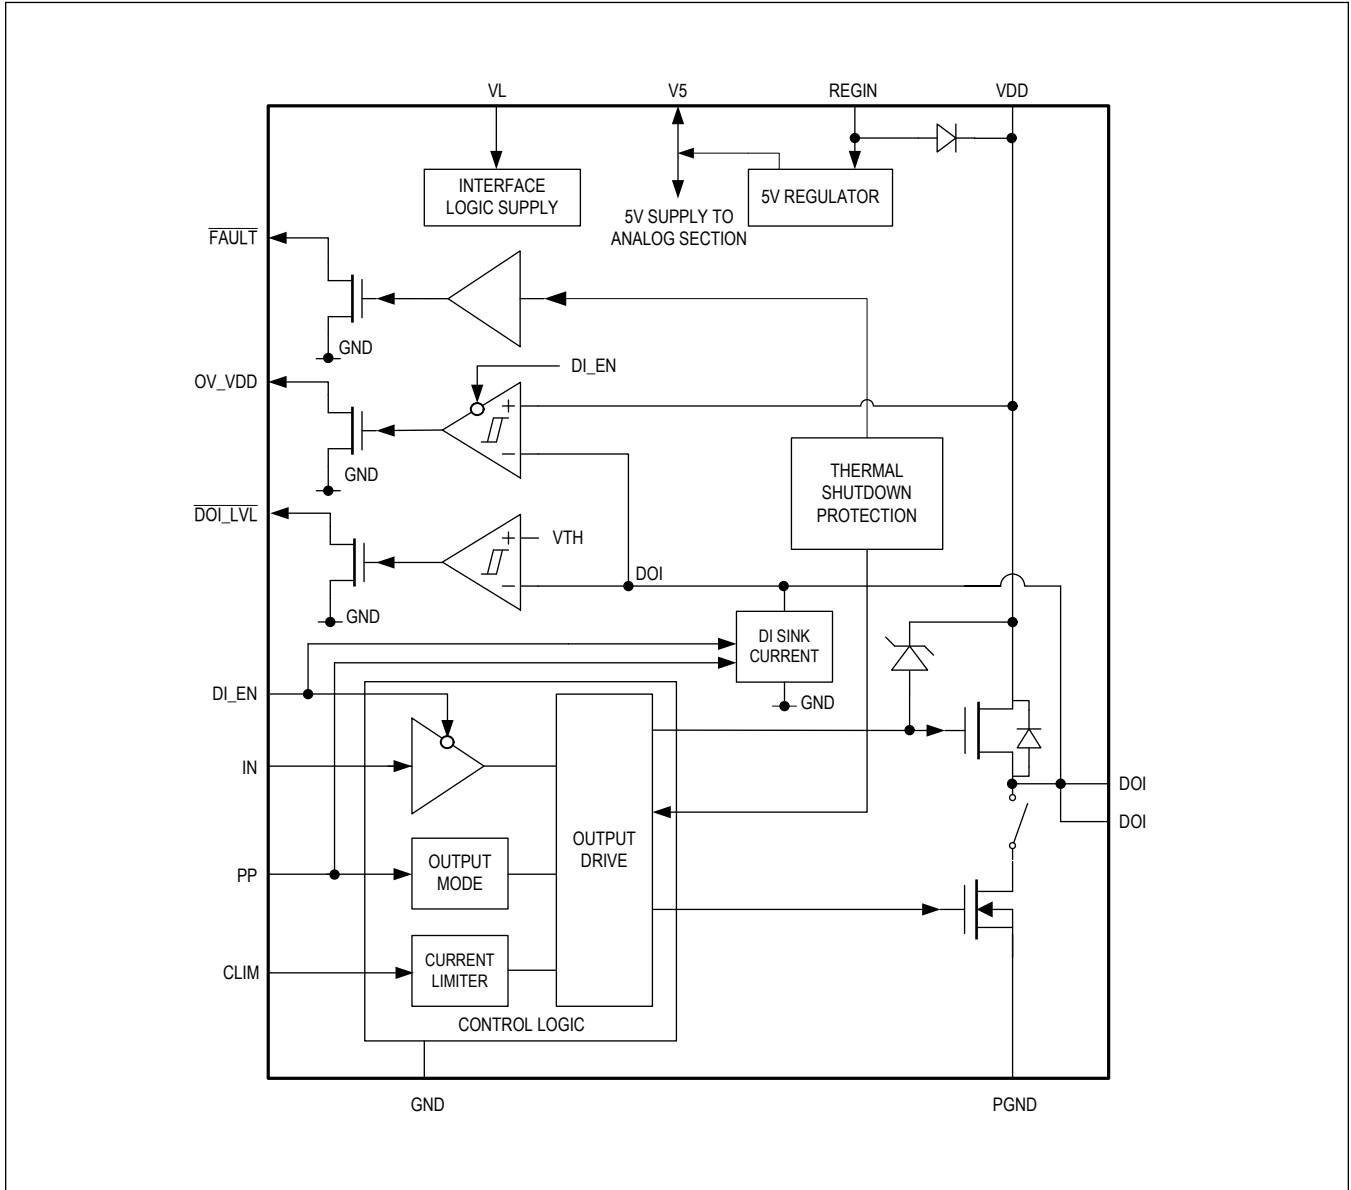 VL
V5
REGIN
VDD
INTERFACE
LOGIC SUPPLY
5V SUPPLY TO
ANALOG SECTION
5V REGULATOR
FAULT
GND
OV_VDD
DI_EN
+
−
GND
THERMAL
SHUTDOWN
PROTECTION
DOI_LVL
+
VTH
−
DOI
GND
DI SINK
CURRENT
GND
DI_EN
IN
PP
CLIM
OUTPUT
MODE
CURRENT
LIMITER
OUTPUT
DRIVE
CONTROL LOGIC
DOI
DOI
GND
PGND